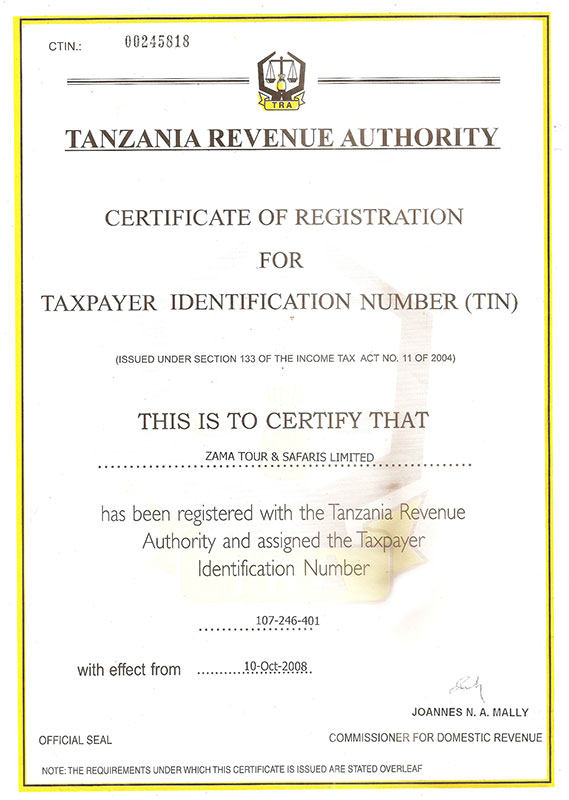 CTIN.: 00245818
TRA
TANZANIA REVENUE AUTHORITY
CERTIFICATE OF REGISTRATION
FOR
TAXPAYER IDENTIFICATION NUMBER (TIN)
(ISSUED UNDER SECTION 133 OF THE INCOME TAX ACT NO. 11 OF 2004)
THIS IS TO CERTIFY THAT
ZAMA TOUR & SAFARIS LIMITED
has been registered with the Tanzania Revenue
Authority and assigned the Taxpayer
Identification Number
107-246-401
with effect from 10-Oct-2008
JOANNES N. A. MALLY
OFFICIAL SEAL COMMISSIONER FOR DOMESTIC REVENUE
NOTE: THE REQUIREMENTS UNDER WHICH THIS CERTIFICATE IS ISSUED ARE STATED OVERLEAF